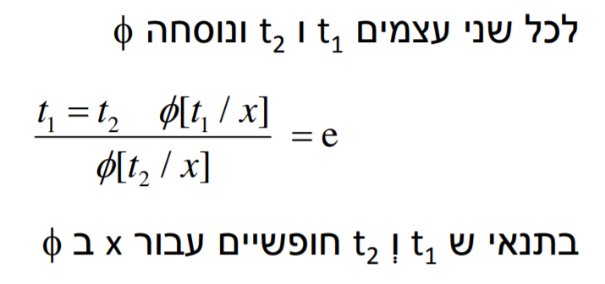 לכל שני עצמים t₁ ו t₂ ונוסחה ϕ
t₁ = t₂   ϕ[t₁ / x]
ϕ[t₂ / x]
= e
בתנאי ש t₁ וְ t₂ חופשיים עבור x ב ϕ